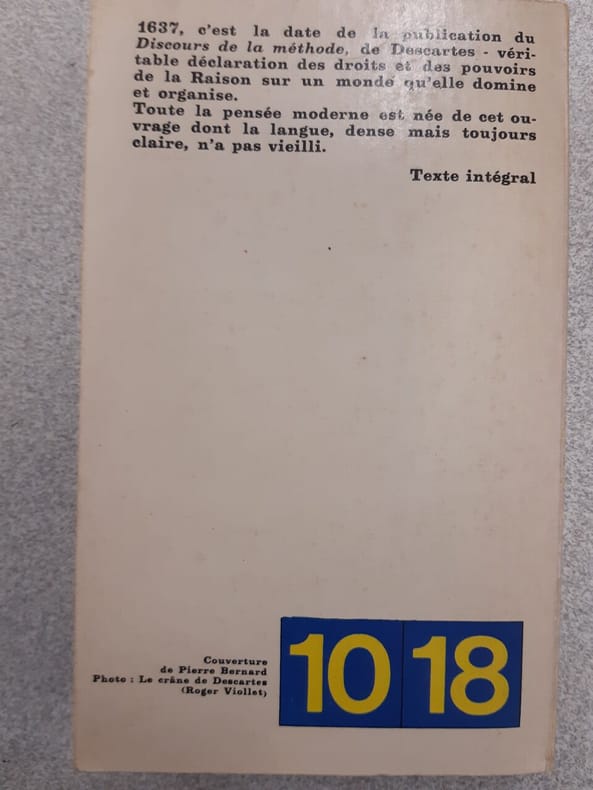 1637, c'est la date de la publication du
Discours de la méthode, de Descartes - véri-
table déclaration des droits et des pouvoirs
de la Raison sur un monde qu'elle domine
et organise.
Toute la pensée moderne est née de cet ou-
vrage dont la langue, dense mais toujours
claire, n'a pas vieilli.
Texte intégral
Couverture
de Pierre Bernard
Photo : Le crâne de Descartes
(Roger Viollet)
10 18